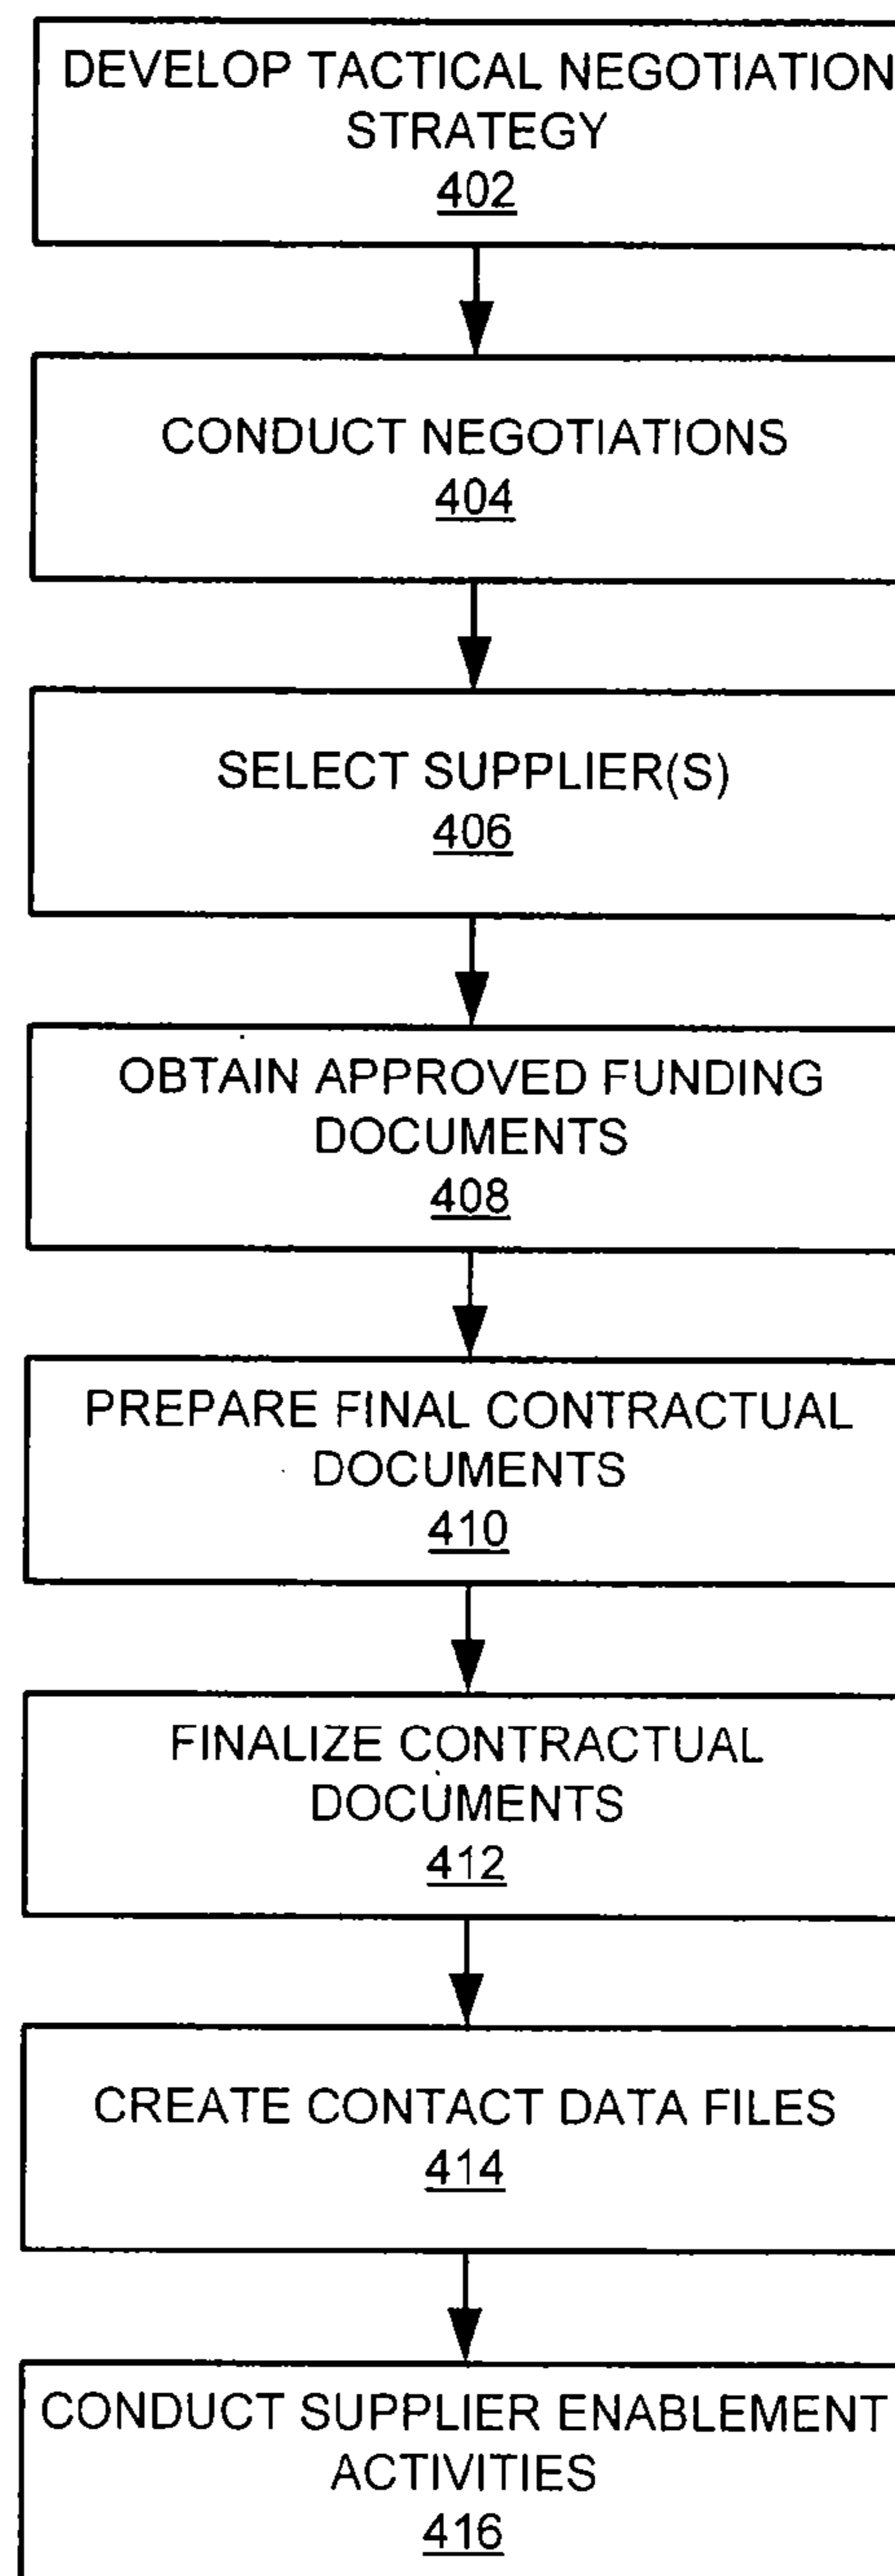 DEVELOP TACTICAL NEGOTIATION
STRATEGY
402
CONDUCT NEGOTIATIONS
404
SELECT SUPPLIER(S)
406
OBTAIN APPROVED FUNDING
DOCUMENTS
408
PREPARE FINAL CONTRACTUAL
DOCUMENTS
410
FINALIZE CONTRACTUAL
DOCUMENTS
412
CREATE CONTACT DATA FILES
414
CONDUCT SUPPLIER ENABLEMENT
ACTIVITIES
416